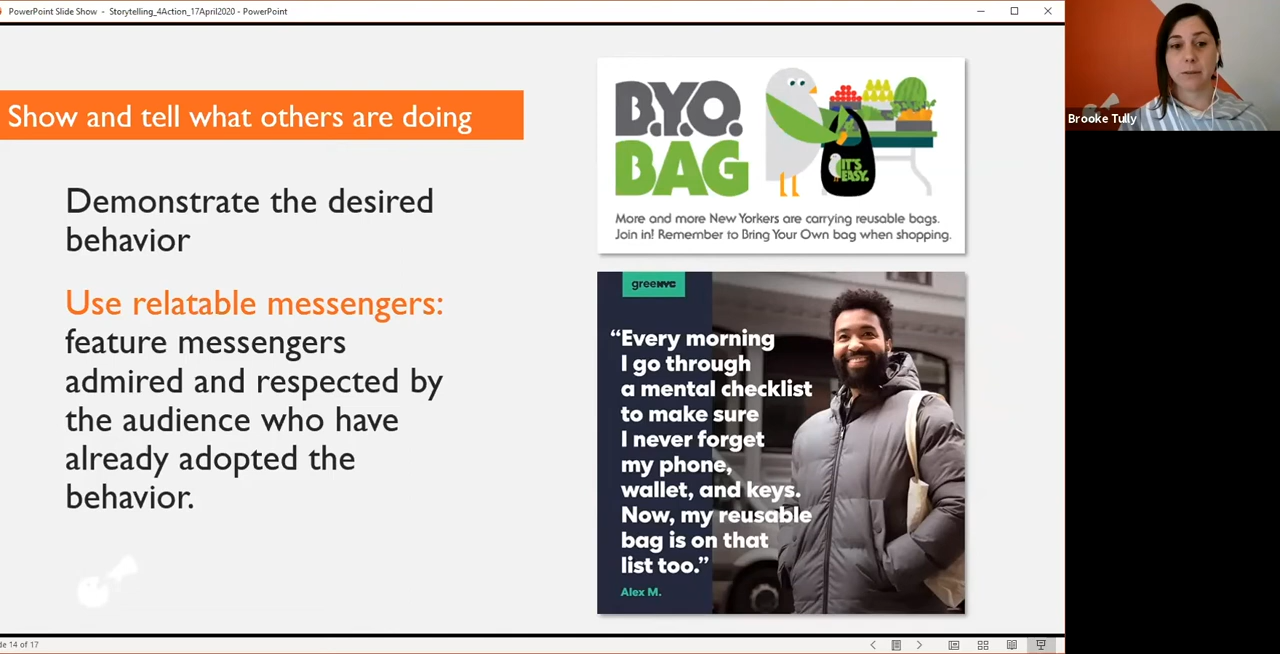 PowerPoint Slide Show - Storytelling_4Action_17April2020 - PowerPoint
Show and tell what others are doing
Demonstrate the desired
behavior
Use relatable messengers:
feature messengers
admired and respected by
the audience who have
already adopted the
behavior.
B.Y.O.
BAG
IT'S
EASY.
More and more New Yorkers are carrying reusable bags.
Join in! Remember to Bring Your Own bag when shopping.
greeNYC
“Every morning
I go through
a mental checklist
to make sure
I never forget
my phone,
wallet, and keys.
Now, my reusable
bag is on that
list too.”
Alex M.
Brooke Tully
de 14 of 17